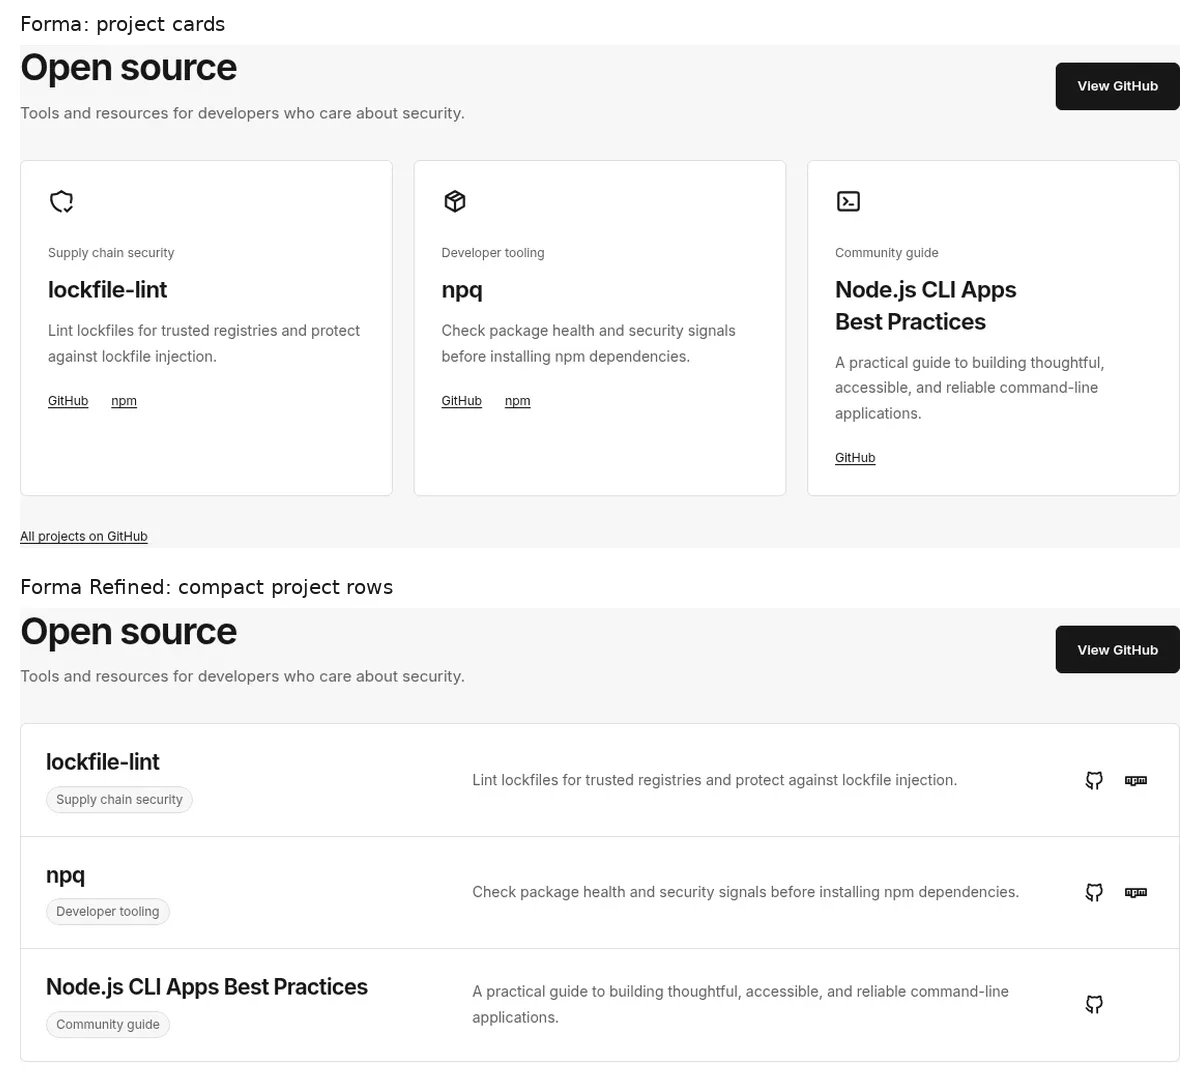 Forma: project cards
Open source
View GitHub
Tools and resources for developers who care about security.
Supply chain security
lockfile-lint
Lint lockfiles for trusted registries and protect
against lockfile injection.
GitHub npm
Developer tooling
npq
Check package health and security signals
before installing npm dependencies.
GitHub npm
Community guide
Node.js CLI Apps
Best Practices
A practical guide to building thoughtful,
accessible, and reliable command-line
applications.
GitHub
All projects on GitHub
Forma Refined: compact project rows
Open source
View GitHub
Tools and resources for developers who care about security.
lockfile-lint
Supply chain security
Lint lockfiles for trusted registries and protect against lockfile injection.
npm
npq
Developer tooling
Check package health and security signals before installing npm dependencies.
npm
Node.js CLI Apps Best Practices
Community guide
A practical guide to building thoughtful, accessible, and reliable command-line
applications.